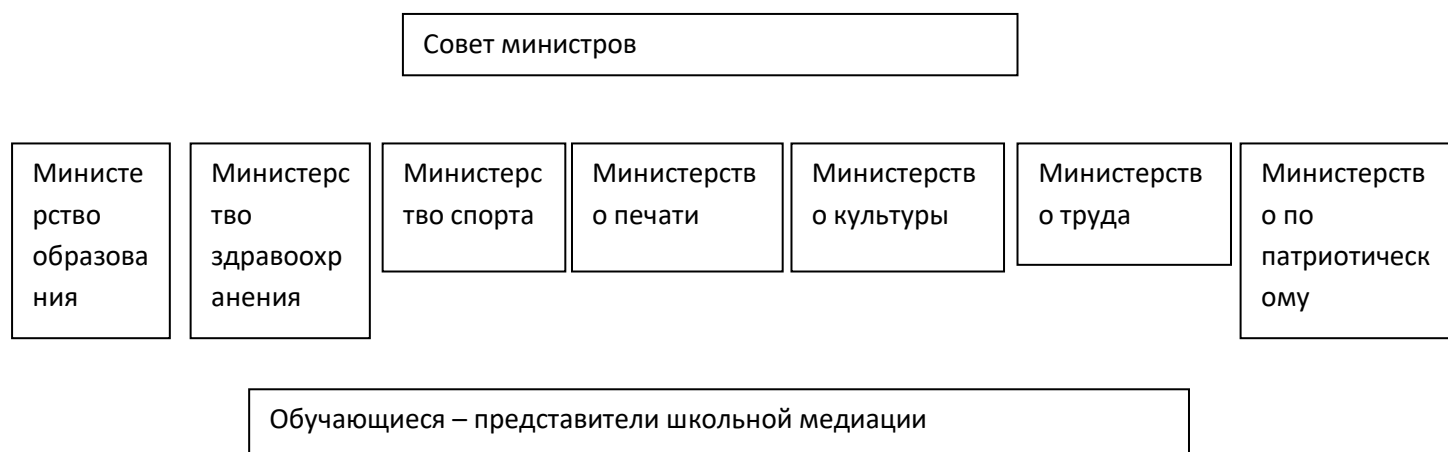 Совет министров
Министе
рство
образова
ния
Министерс
тво
здравоохр
анения
Министерс
тво спорта
Министерств
о печати
Министерств
о культуры
Министерств
о труда
Министерств
о по
патриотическ
ому
Обучающиеся – представители школьной медиации